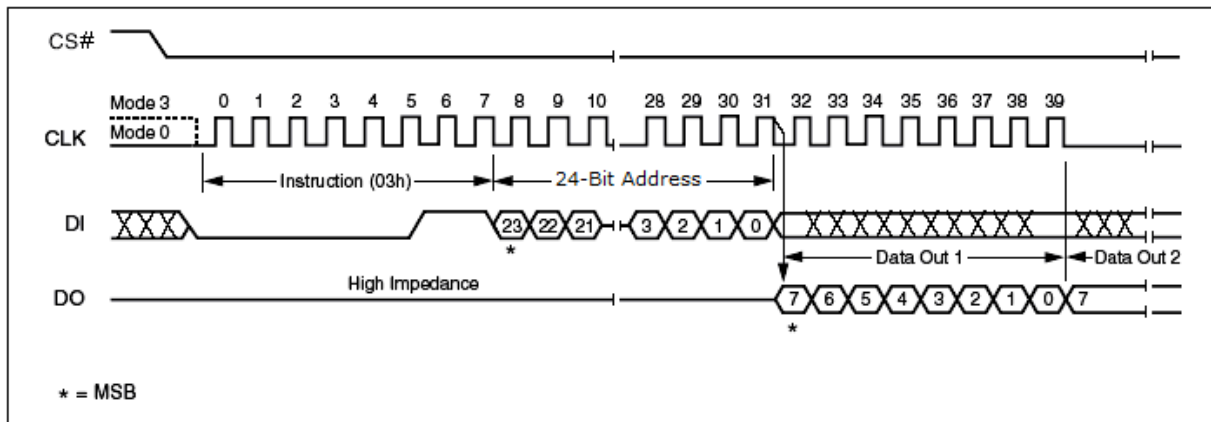 CS#
Mode 3 0 1 2 3 4 5 6 7 8 9 10 28 29 30 31 32 33 34 35 36 37 38 39
Mode 0
CLK
Instruction (03h) 24-Bit Address
DI 23 22 21 3 2 1 0
* Data Out 1 Data Out 2
High Impedance
DO 7 6 5 4 3 2 1 0 7
*
* = MSB